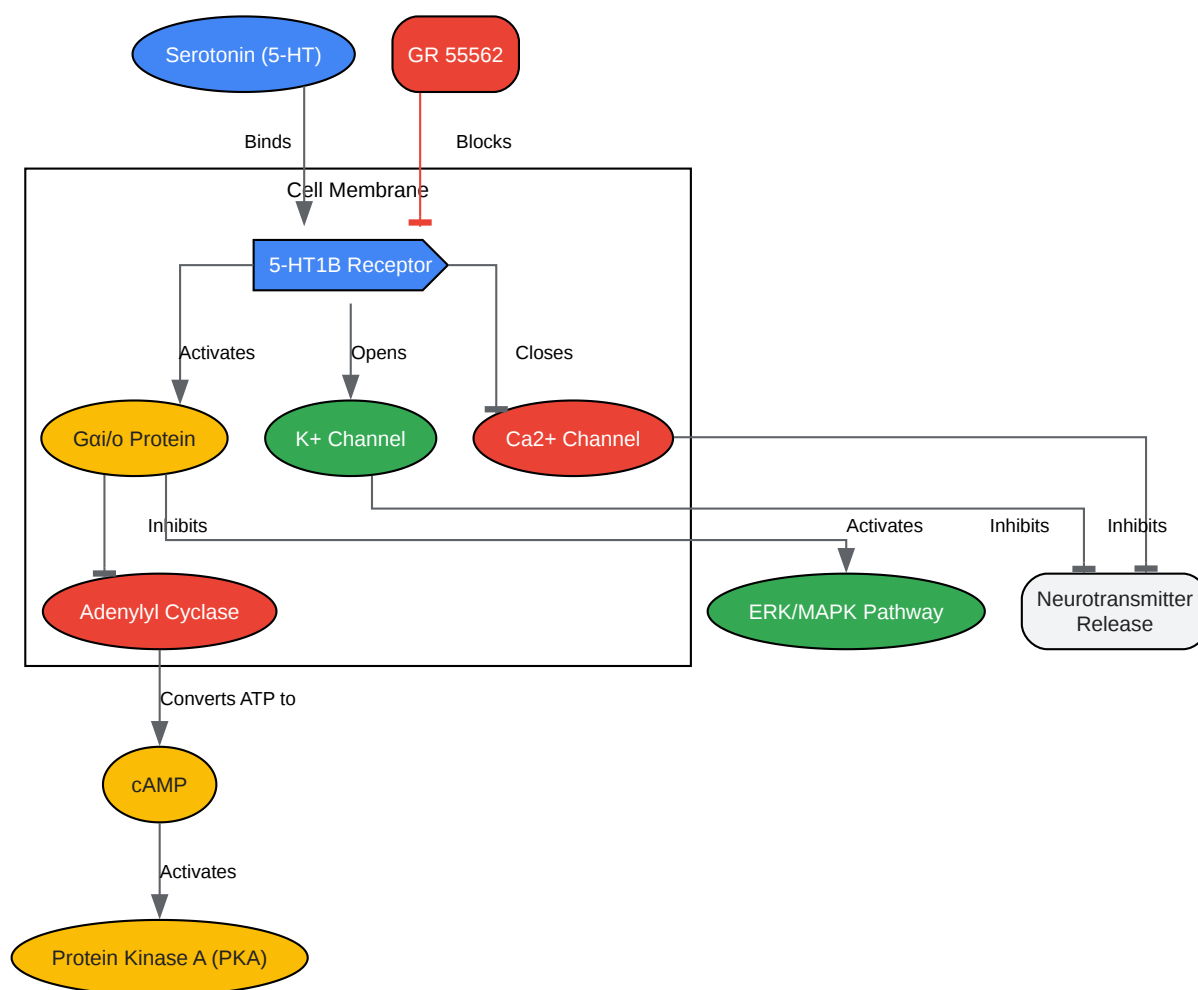 Serotonin (5-HT)
GR 55562
Binds
Blocks
Cell Membrane
5-HT1B Receptor
Activates
Opens
Closes
Gαi/o Protein
K+ Channel
Ca2+ Channel
Inhibits
Activates
Inhibits
Inhibits
Adenylyl Cyclase
ERK/MAPK Pathway
Neurotransmitter
Release
Converts ATP to
cAMP
Activates
Protein Kinase A (PKA)